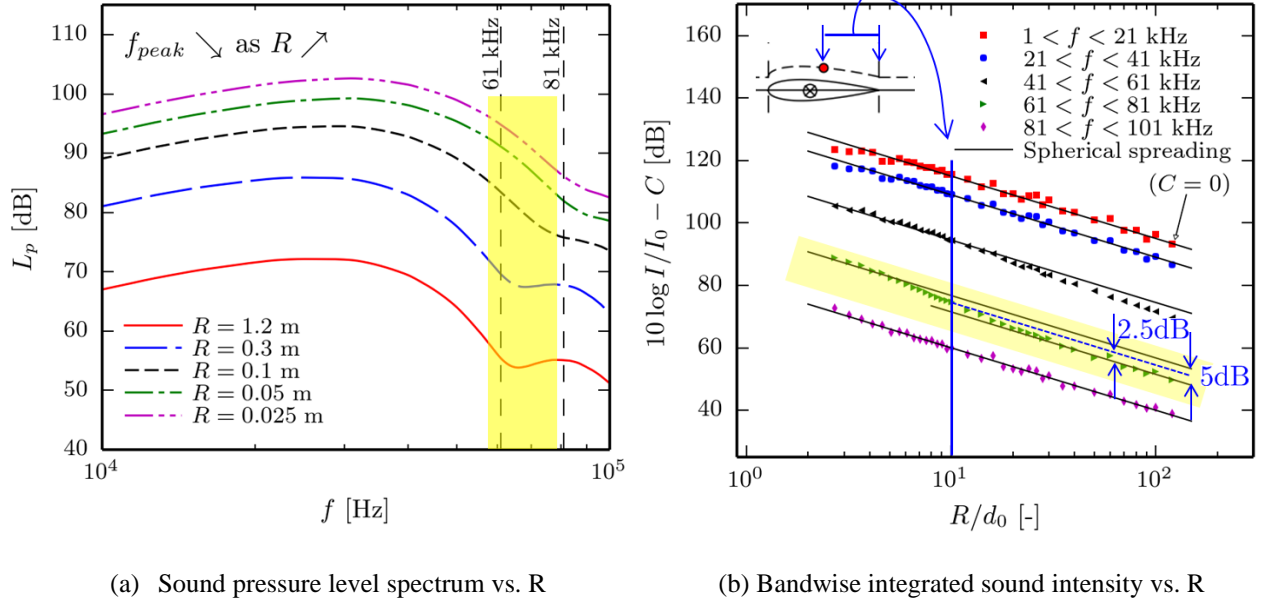 110
100
90
80
70
60
50
40
L_p [dB]
f_{peak} ↘ as R ↗
61 kHz
81 kHz
R = 1.2 m
R = 0.3 m
R = 0.1 m
R = 0.05 m
R = 0.025 m
10^4
10^5
f [Hz]
(a) Sound pressure level spectrum vs. R
160
140
120
100
80
60
40
10 log I/I_0 − C [dB]
1 < f < 21 kHz
21 < f < 41 kHz
41 < f < 61 kHz
61 < f < 81 kHz
81 < f < 101 kHz
Spherical spreading
(C = 0)
2.5dB
5dB
10^0
10^1
10^2
R/d_0 [-]
(b) Bandwise integrated sound intensity vs. R